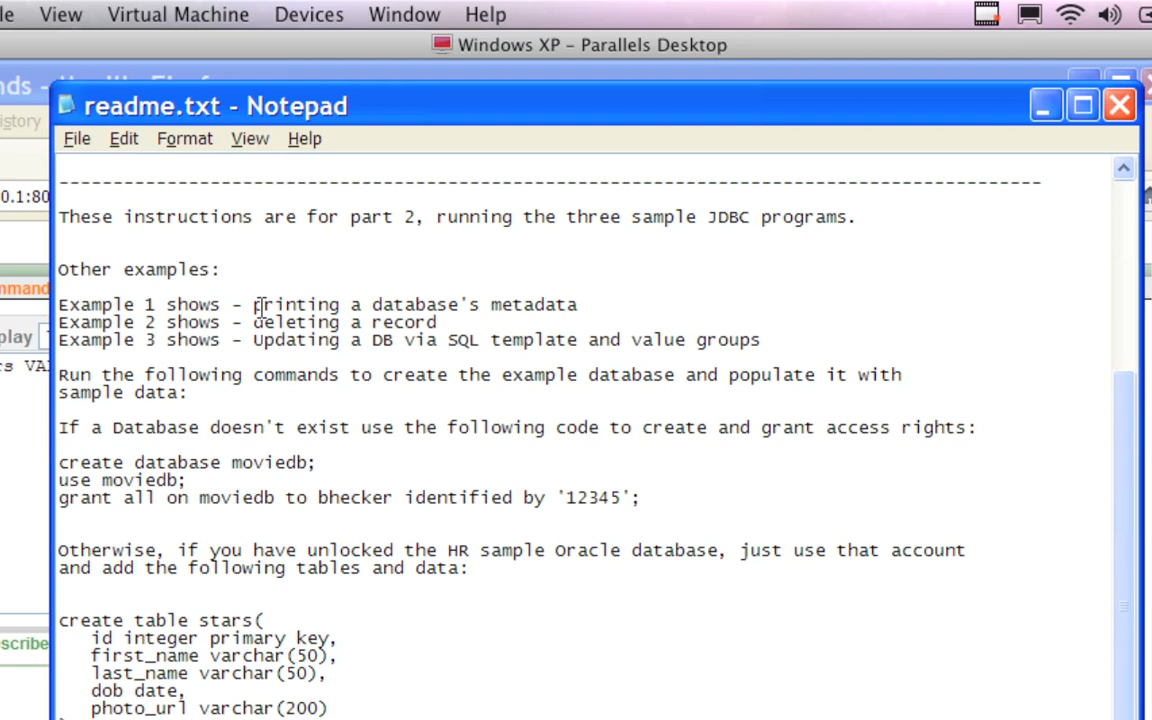 View Virtual Machine Devices Window Help
Windows XP – Parallels Desktop
readme.txt - Notepad
istory
File Edit Format View Help
0.1:80
--------------------------------------------------------------------------------------------
These instructions are for part 2, running the three sample JDBC programs.
Other examples:
mmand
Example 1 shows - printing a database's metadata
Example 2 shows - deleting a record
play
Example 3 shows - Updating a DB via SQL template and value groups
Run the following commands to create the example database and populate it with
sample data:
If a Database doesn't exist use the following code to create and grant access rights:
create database moviedb;
use moviedb;
grant all on moviedb to bhecker identified by '12345';
Otherwise, if you have unlocked the HR sample Oracle database, just use that account
and add the following tables and data:
create table stars(
id integer primary key,
scribe
first_name varchar(50),
last_name varchar(50),
dob date,
photo_url varchar(200)